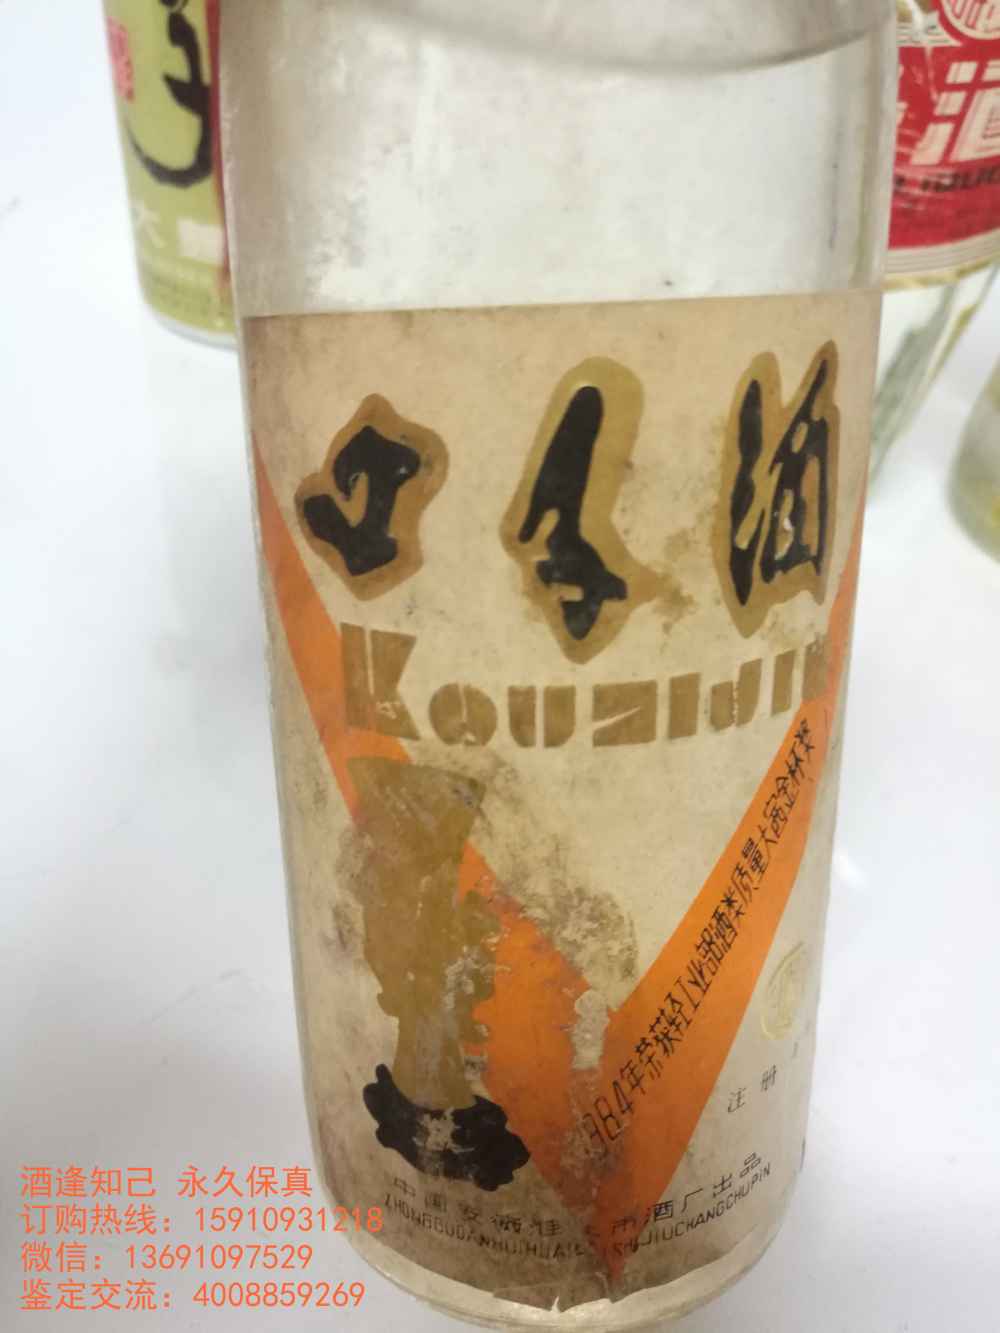 口子酒
KOUZIJIU
1984年荣获轻工业部酒类质量大赛金杯奖
注册
中国安徽淮北市酒厂出品
ZHONGGUOANHUIHUAIBEISHIJIUCHANGCHUPIN
大
酒
酒逢知己 永久保真
订购热线：15910931218
微信：13691097529
鉴定交流：4008859269